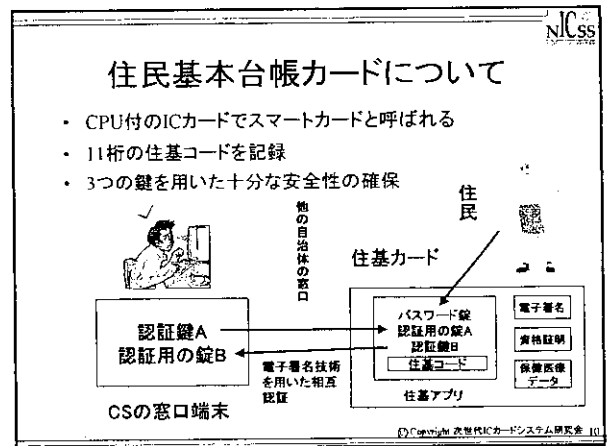 NICSS
住民基本台帳カードについて
・ CPU付のICカードでスマートカードと呼ばれる
・ 11桁の住基コードを記録
・ 3つの鍵を用いた十分な安全性の確保
他の自治体の窓口
住民
住基カード
認証鍵A
認証用の錠B
CSの窓口端末
電子署名技術
を用いた相互
認証
パスワード錠
認証用の錠A
認証鍵B
住基コード
住基アプリ
電子署名
資格証明
保健医療
データ
(C) Copyright 次世代ICカードシステム研究会 10